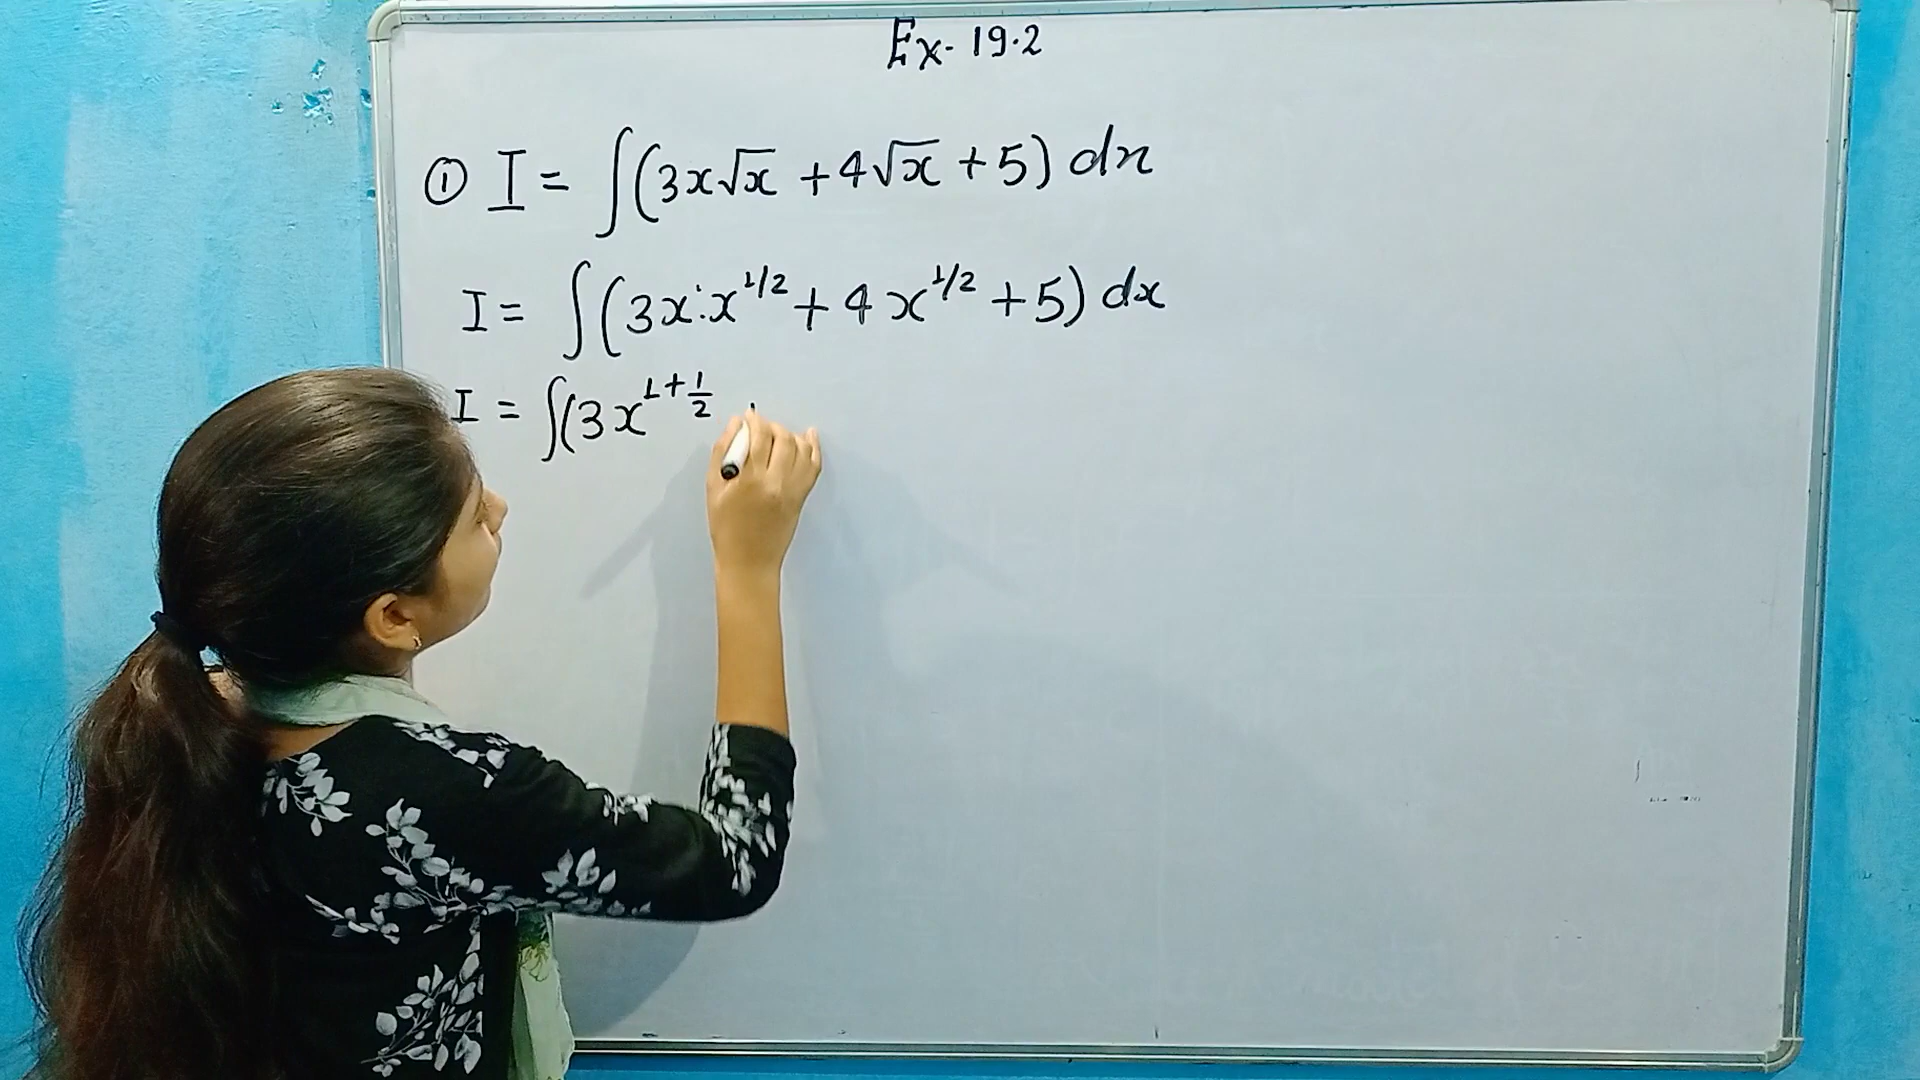 Ex- 19.2
① I = ∫(3x√x + 4√x + 5) dx
I = ∫(3x¹·x^1/2 + 4x^1/2 + 5) dx
I = ∫(3x^1+1/2